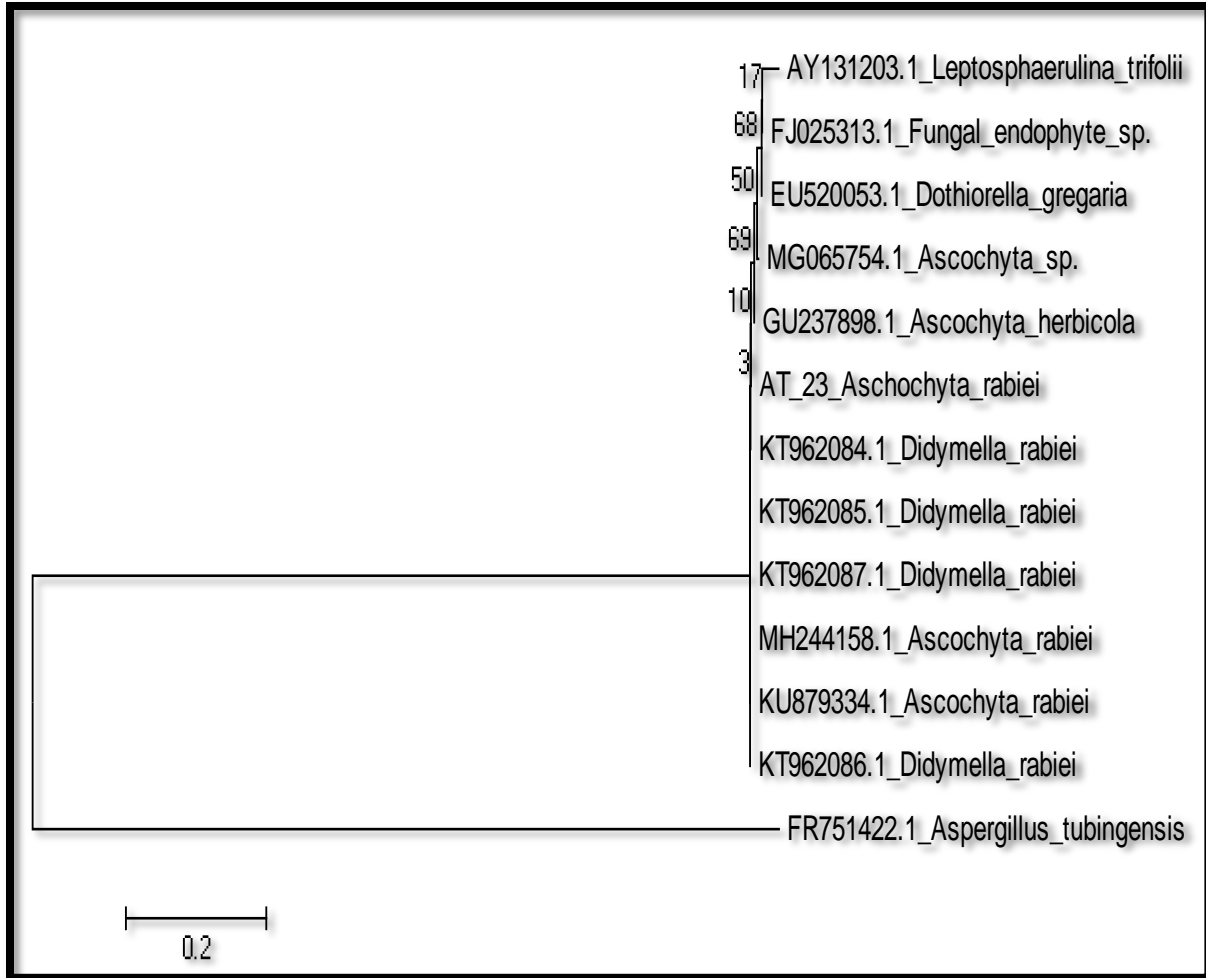 17 AY131203.1_Leptosphaerulina_trifolii
68 FJ025313.1_Fungal_endophyte_sp.
50 EU520053.1_Dothiorella_gregaria
69 MG065754.1_Ascochyta_sp.
10 GU237898.1_Ascochyta_herbicola
3 AT_23_Aschochyta_rabiei
KT962084.1_Didymella_rabiei
KT962085.1_Didymella_rabiei
KT962087.1_Didymella_rabiei
MH244158.1_Ascochyta_rabiei
KU879334.1_Ascochyta_rabiei
KT962086.1_Didymella_rabiei
FR751422.1_Aspergillus_tubingensis
0.2